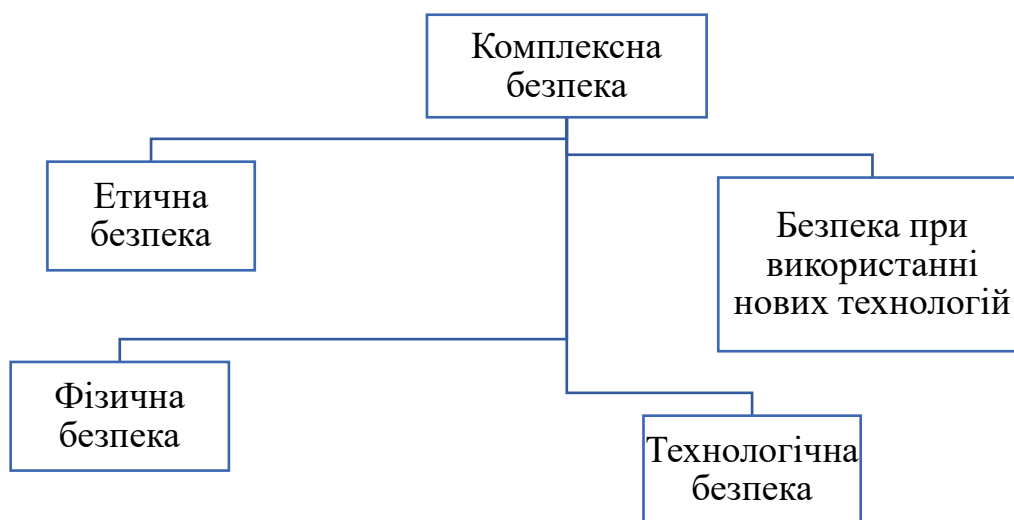 Комплексна
безпека
Етична
безпека
Безпека при
використанні
нових технологій
Фізична
безпека
Технологічна
безпека